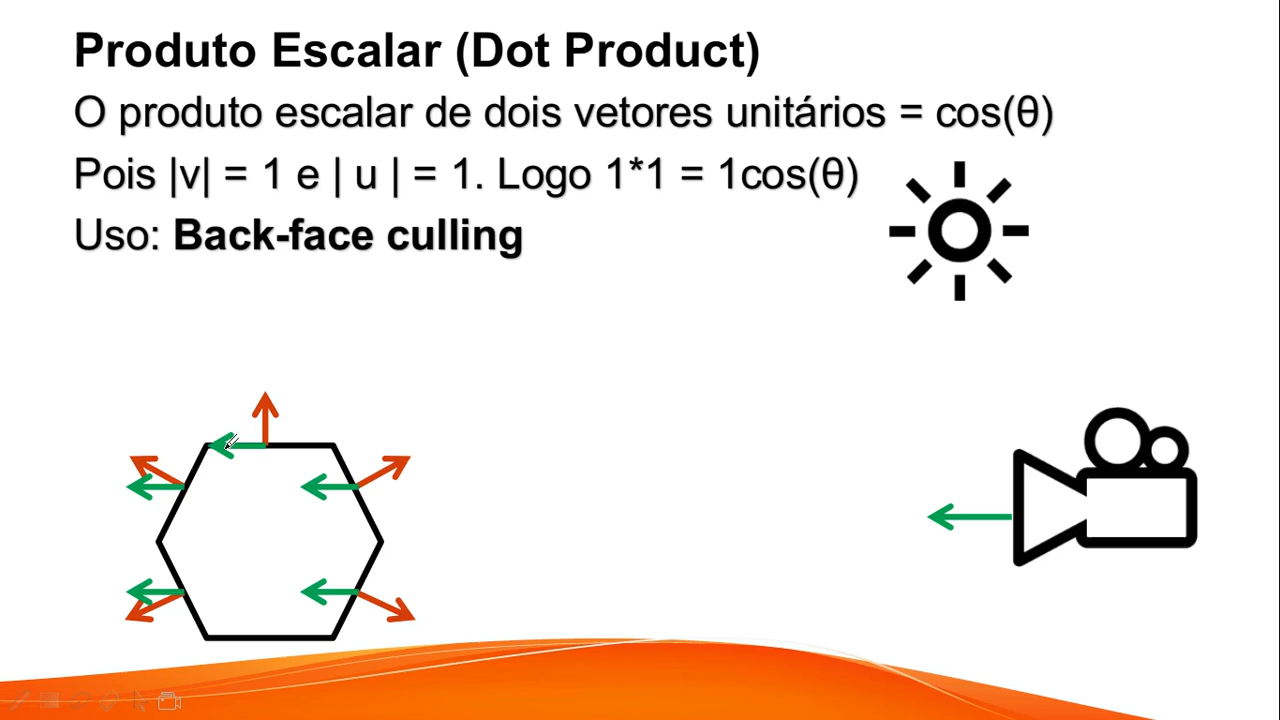 Produto Escalar (Dot Product)
O produto escalar de dois vetores unitários = cos(θ)
Pois |v| = 1 e | u | = 1. Logo 1*1 = 1cos(θ)
Uso: Back-face culling